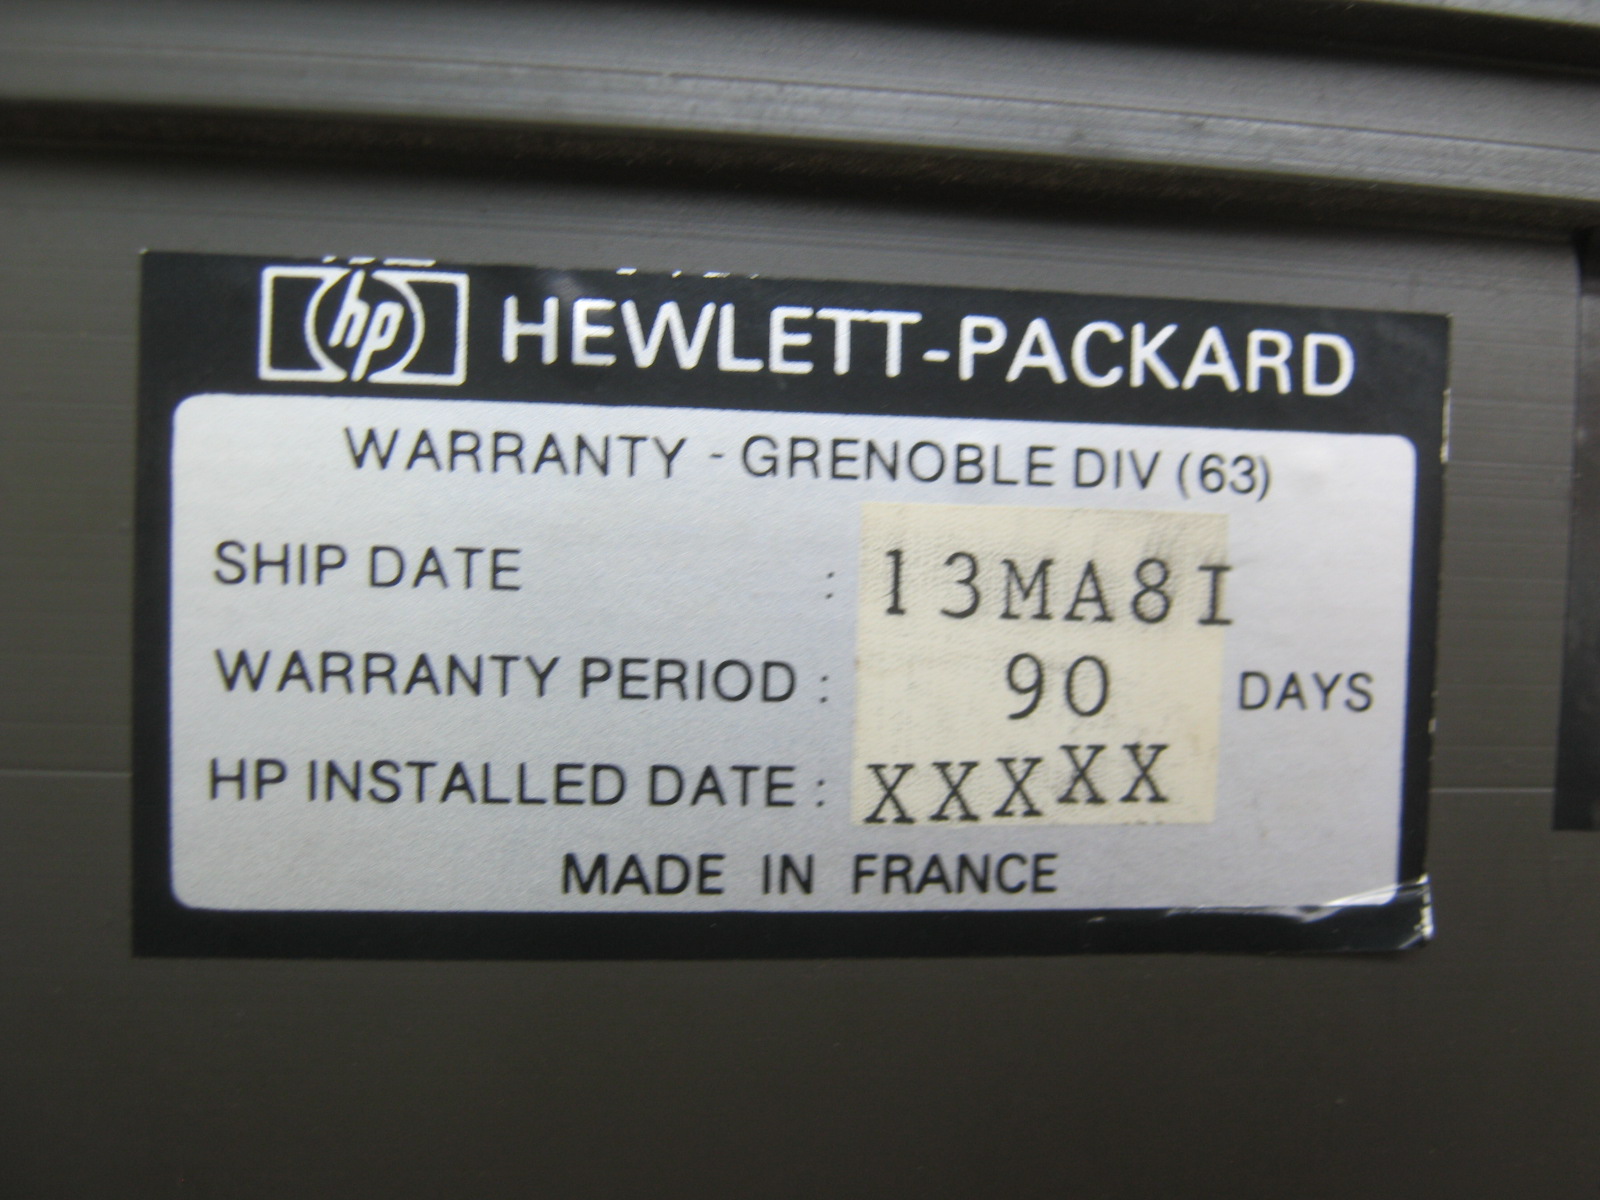 hp HEWLETT-PACKARD
WARRANTY - GRENOBLE DIV (63)
SHIP DATE : 13MA8I
WARRANTY PERIOD : 90 DAYS
HP INSTALLED DATE : XXXXX
MADE IN FRANCE